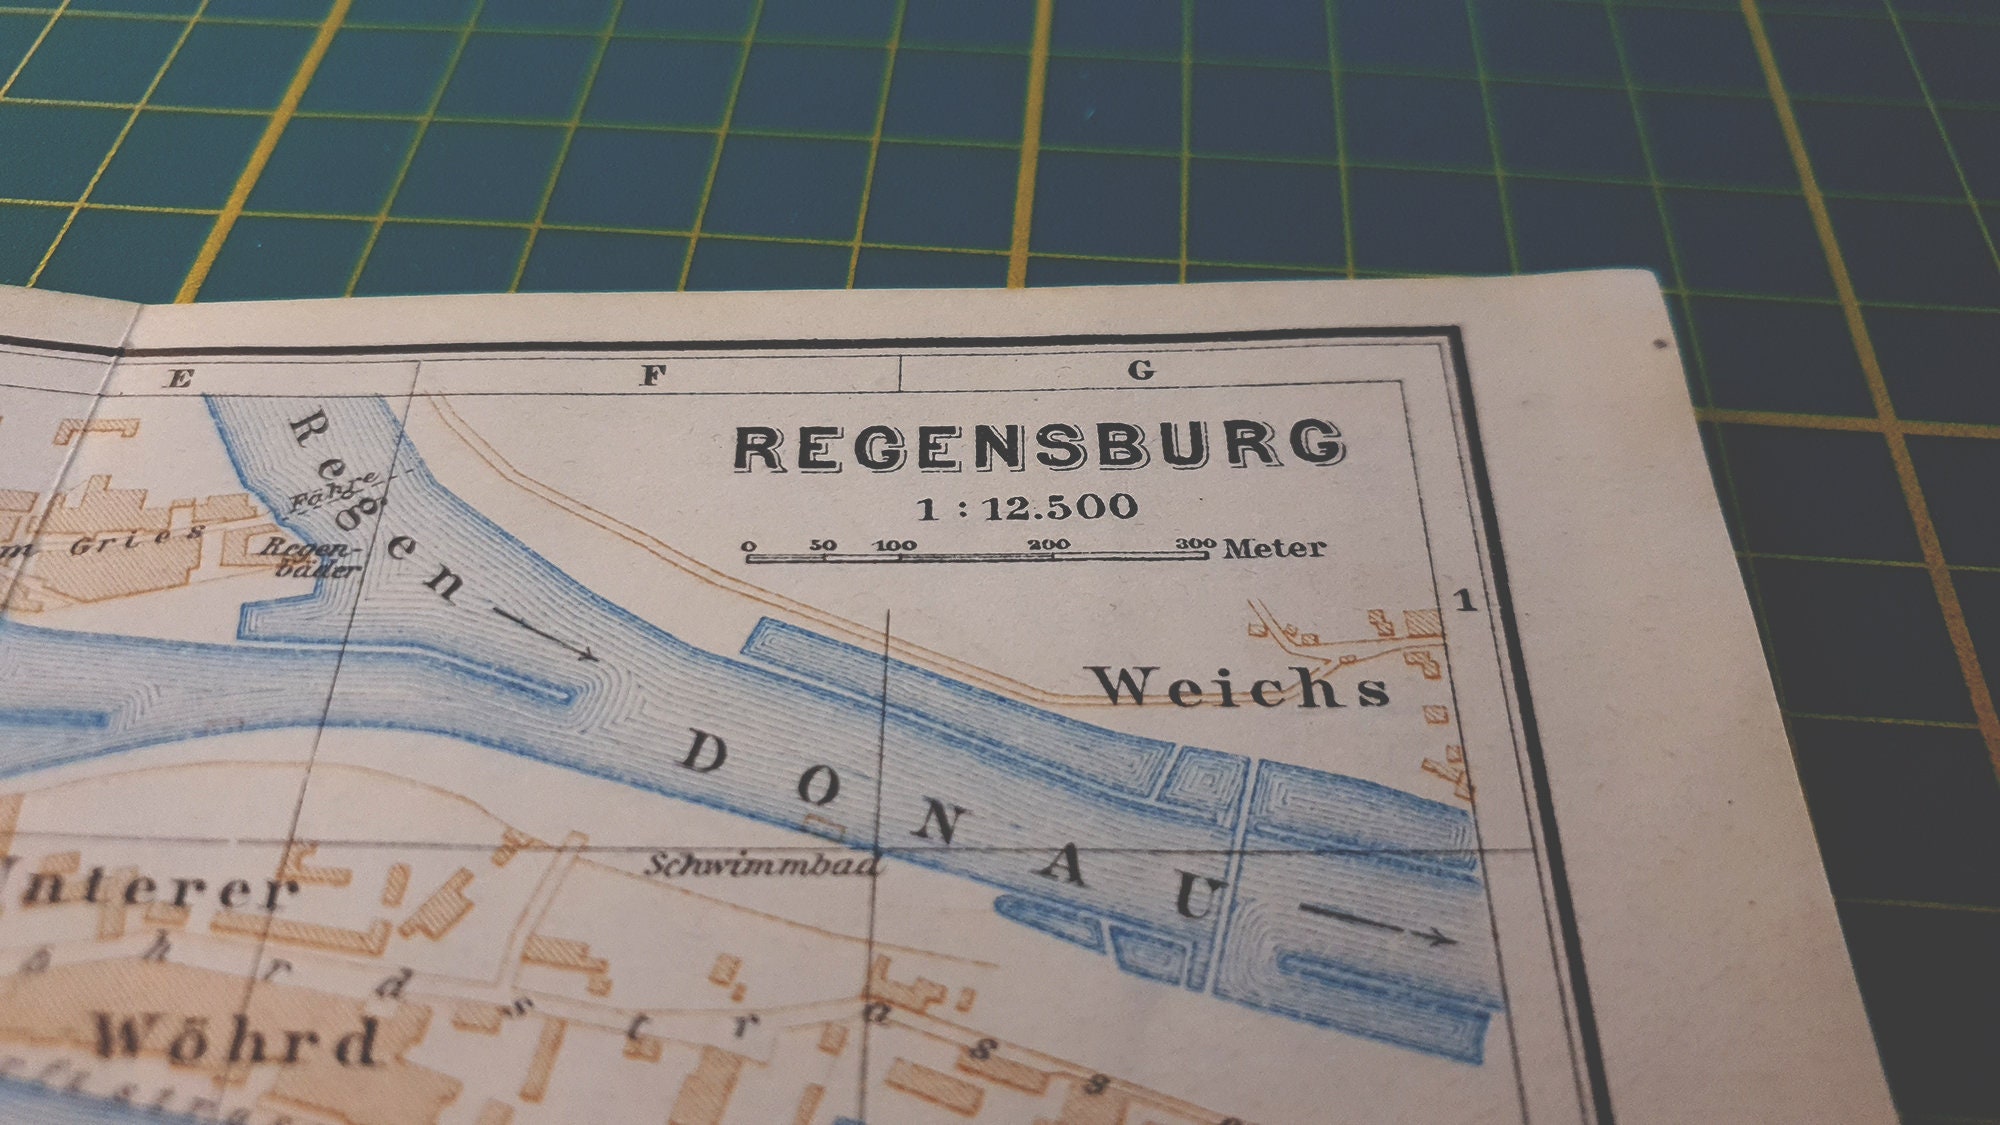 E F G
REGENSBURG
1 : 12.500
0 50 100 200 300 Meter
Regen
Fähre
Gries
Regen-
bäder
1
Weichs
DONAU
Schwimmbad
Unterer
Wöhrd